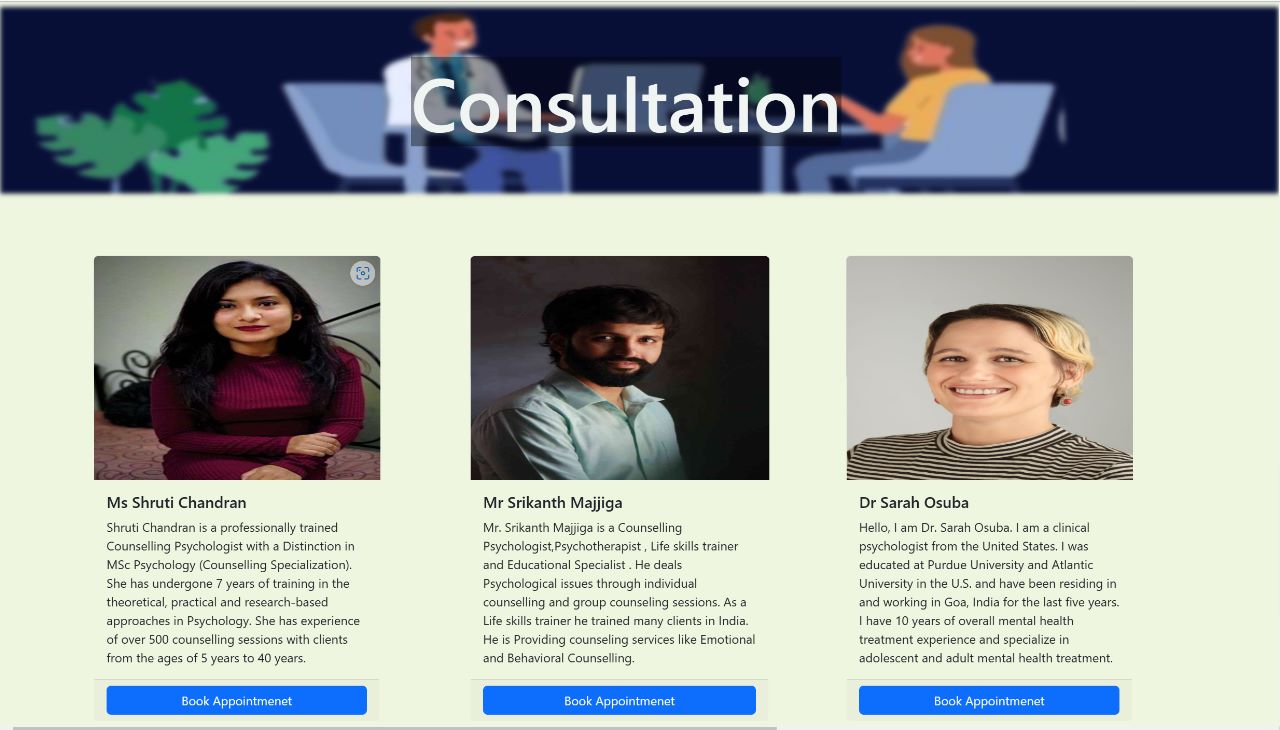 Consultation
Ms Shruti Chandran
Shruti Chandran is a professionally trained
Counselling Psychologist with a Distinction in
MSc Psychology (Counselling Specialization).
She has undergone 7 years of training in the
theoretical, practical and research-based
approaches in Psychology. She has experience
of over 500 counselling sessions with clients
from the ages of 5 years to 40 years.
Book Appointmenet
Mr Srikanth Majjiga
Mr. Srikanth Majjiga is a Counselling
Psychologist,Psychotherapist , Life skills trainer
and Educational Specialist . He deals
Psychological issues through individual
counselling and group counseling sessions. As a
Life skills trainer he trained many clients in India.
He is Providing counseling services like Emotional
and Behavioral Counselling.
Book Appointmenet
Dr Sarah Osuba
Hello, I am Dr. Sarah Osuba. I am a clinical
psychologist from the United States. I was
educated at Purdue University and Atlantic
University in the U.S. and have been residing in
and working in Goa, India for the last five years.
I have 10 years of overall mental health
treatment experience and specialize in
adolescent and adult mental health treatment.
Book Appointmenet